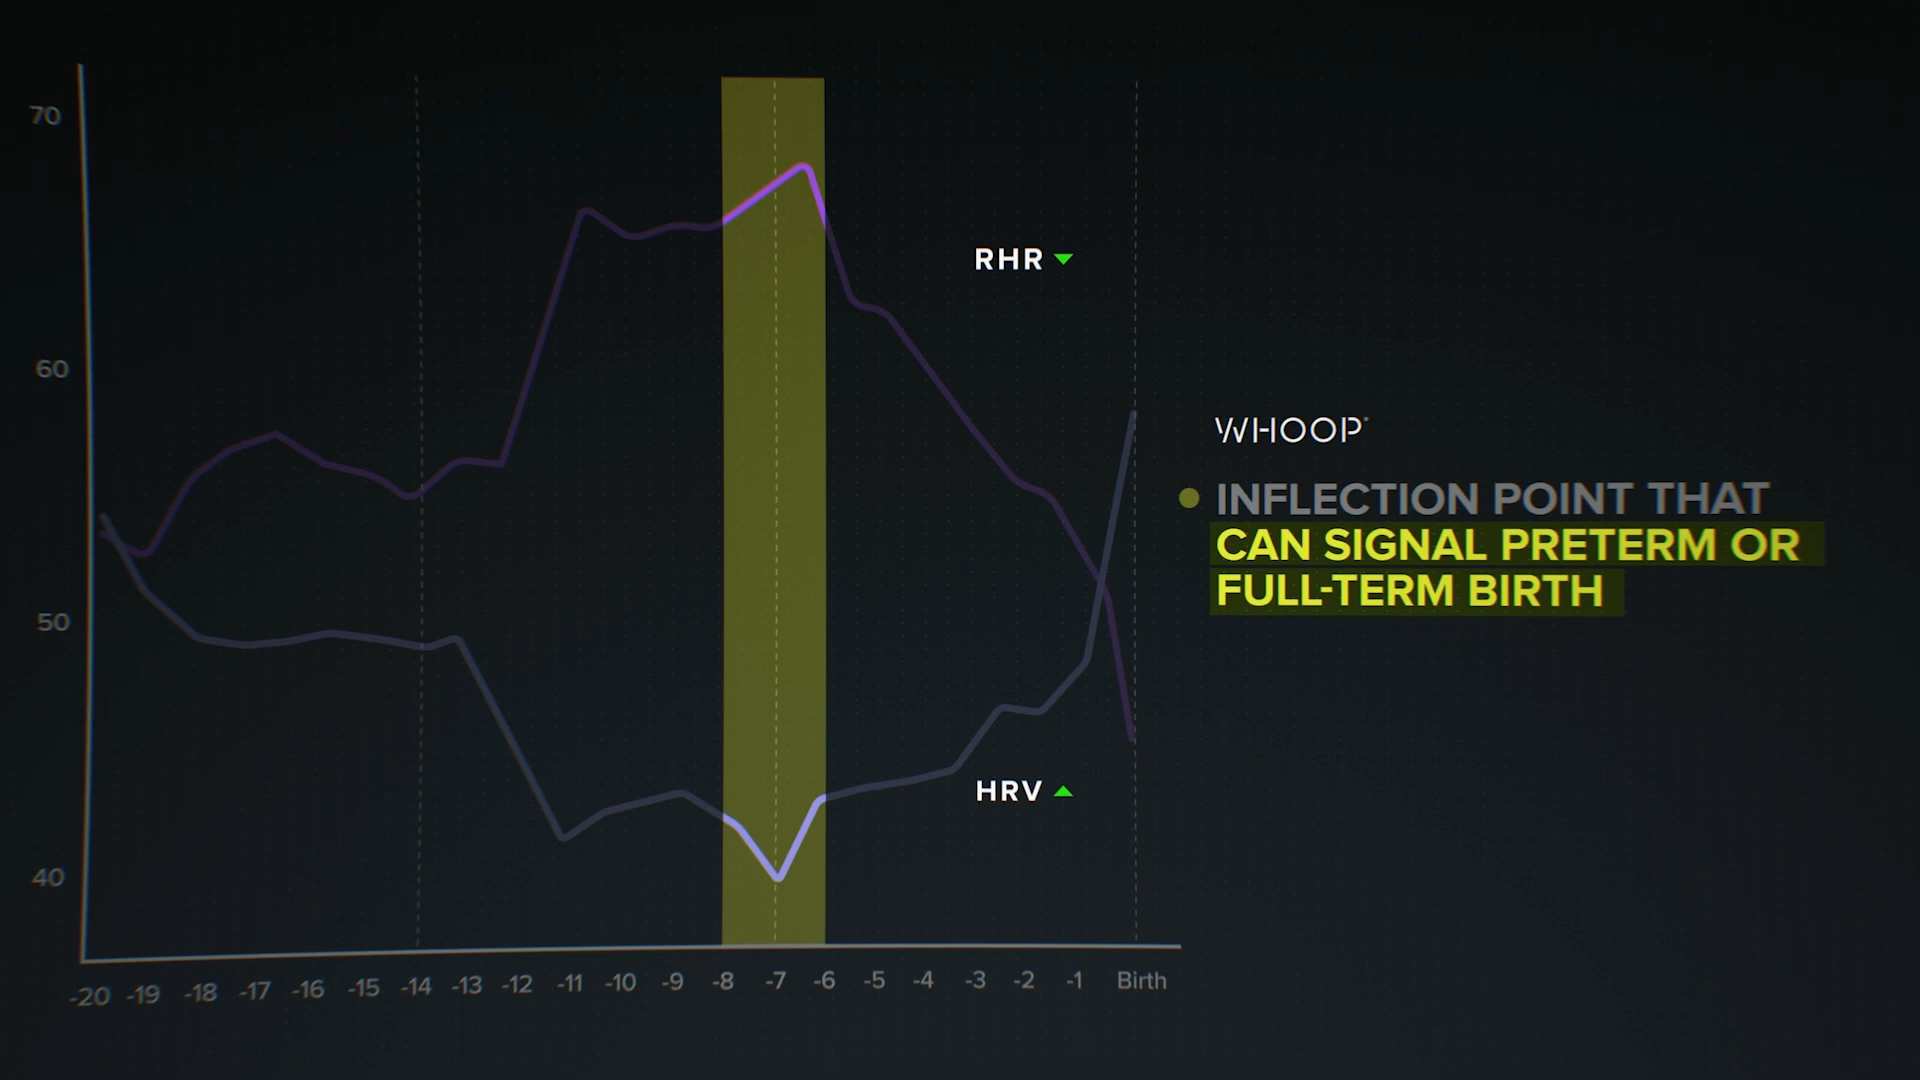 70
60
50
40
RHR
HRV
-20 -19 -18 -17 -16 -15 -14 -13 -12 -11 -10 -9 -8 -7 -6 -5 -4 -3 -2 -1 Birth
WHOOP
INFLECTION POINT THAT
CAN SIGNAL PRETERM OR
FULL-TERM BIRTH